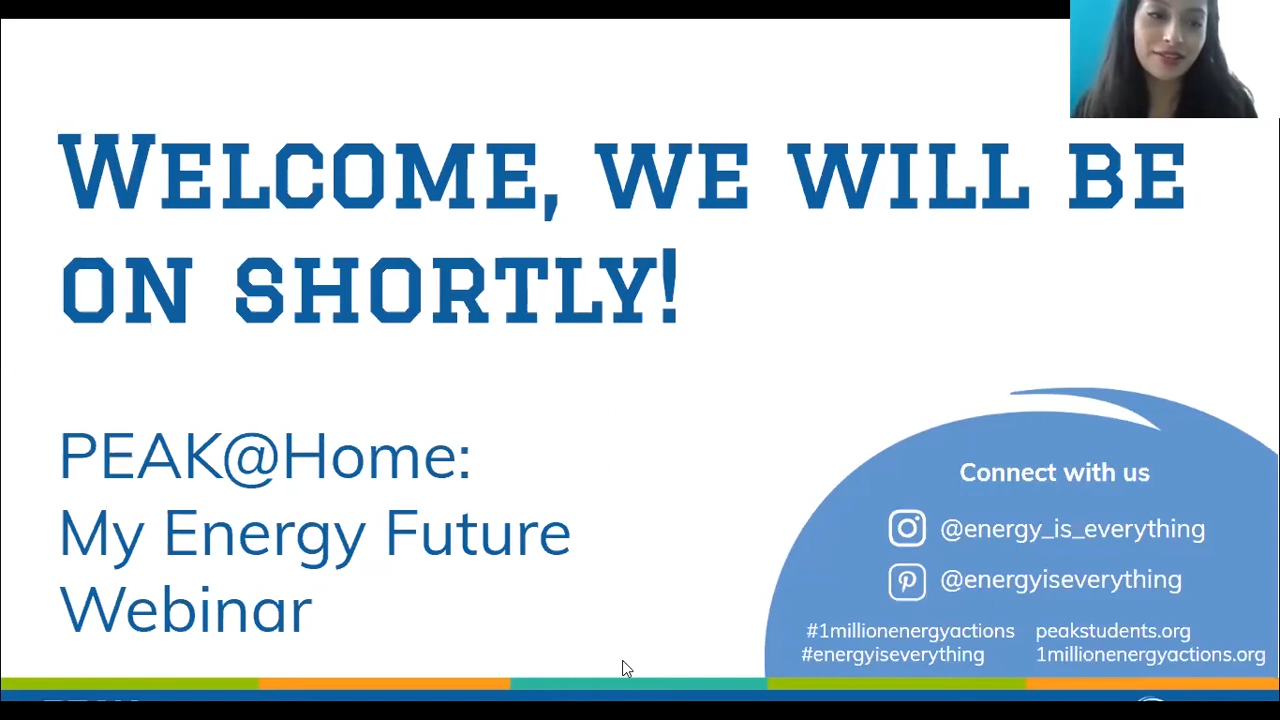 WELCOME, WE WILL BE
ON SHORTLY!
PEAK@Home:
My Energy Future
Webinar
Connect with us
@energy_is_everything
@energyiseverything
#1millionenergyactions
#energyiseverything
peakstudents.org
1millionenergyactions.org